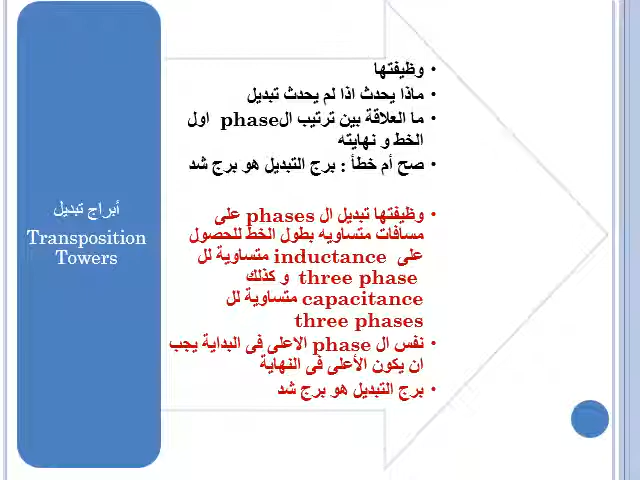 أبراج تبديل
Transposition
Towers
• وظيفتها
• ماذا يحدث اذا لم يحدث تبديل
• ما العلاقة بين ترتيب الphase اول
الخط و نهايته
• صح أم خطأ : برج التبديل هو برج شد
• وظيفتها تبديل ال phases على
مسافات متساويه بطول الخط للحصول
على inductance متساوية لل
three phase و كذلك
capacitance متساوية لل
three phases
• نفس ال phase الاعلى فى البداية يجب
ان يكون الأعلى فى النهاية
• برج التبديل هو برج شد